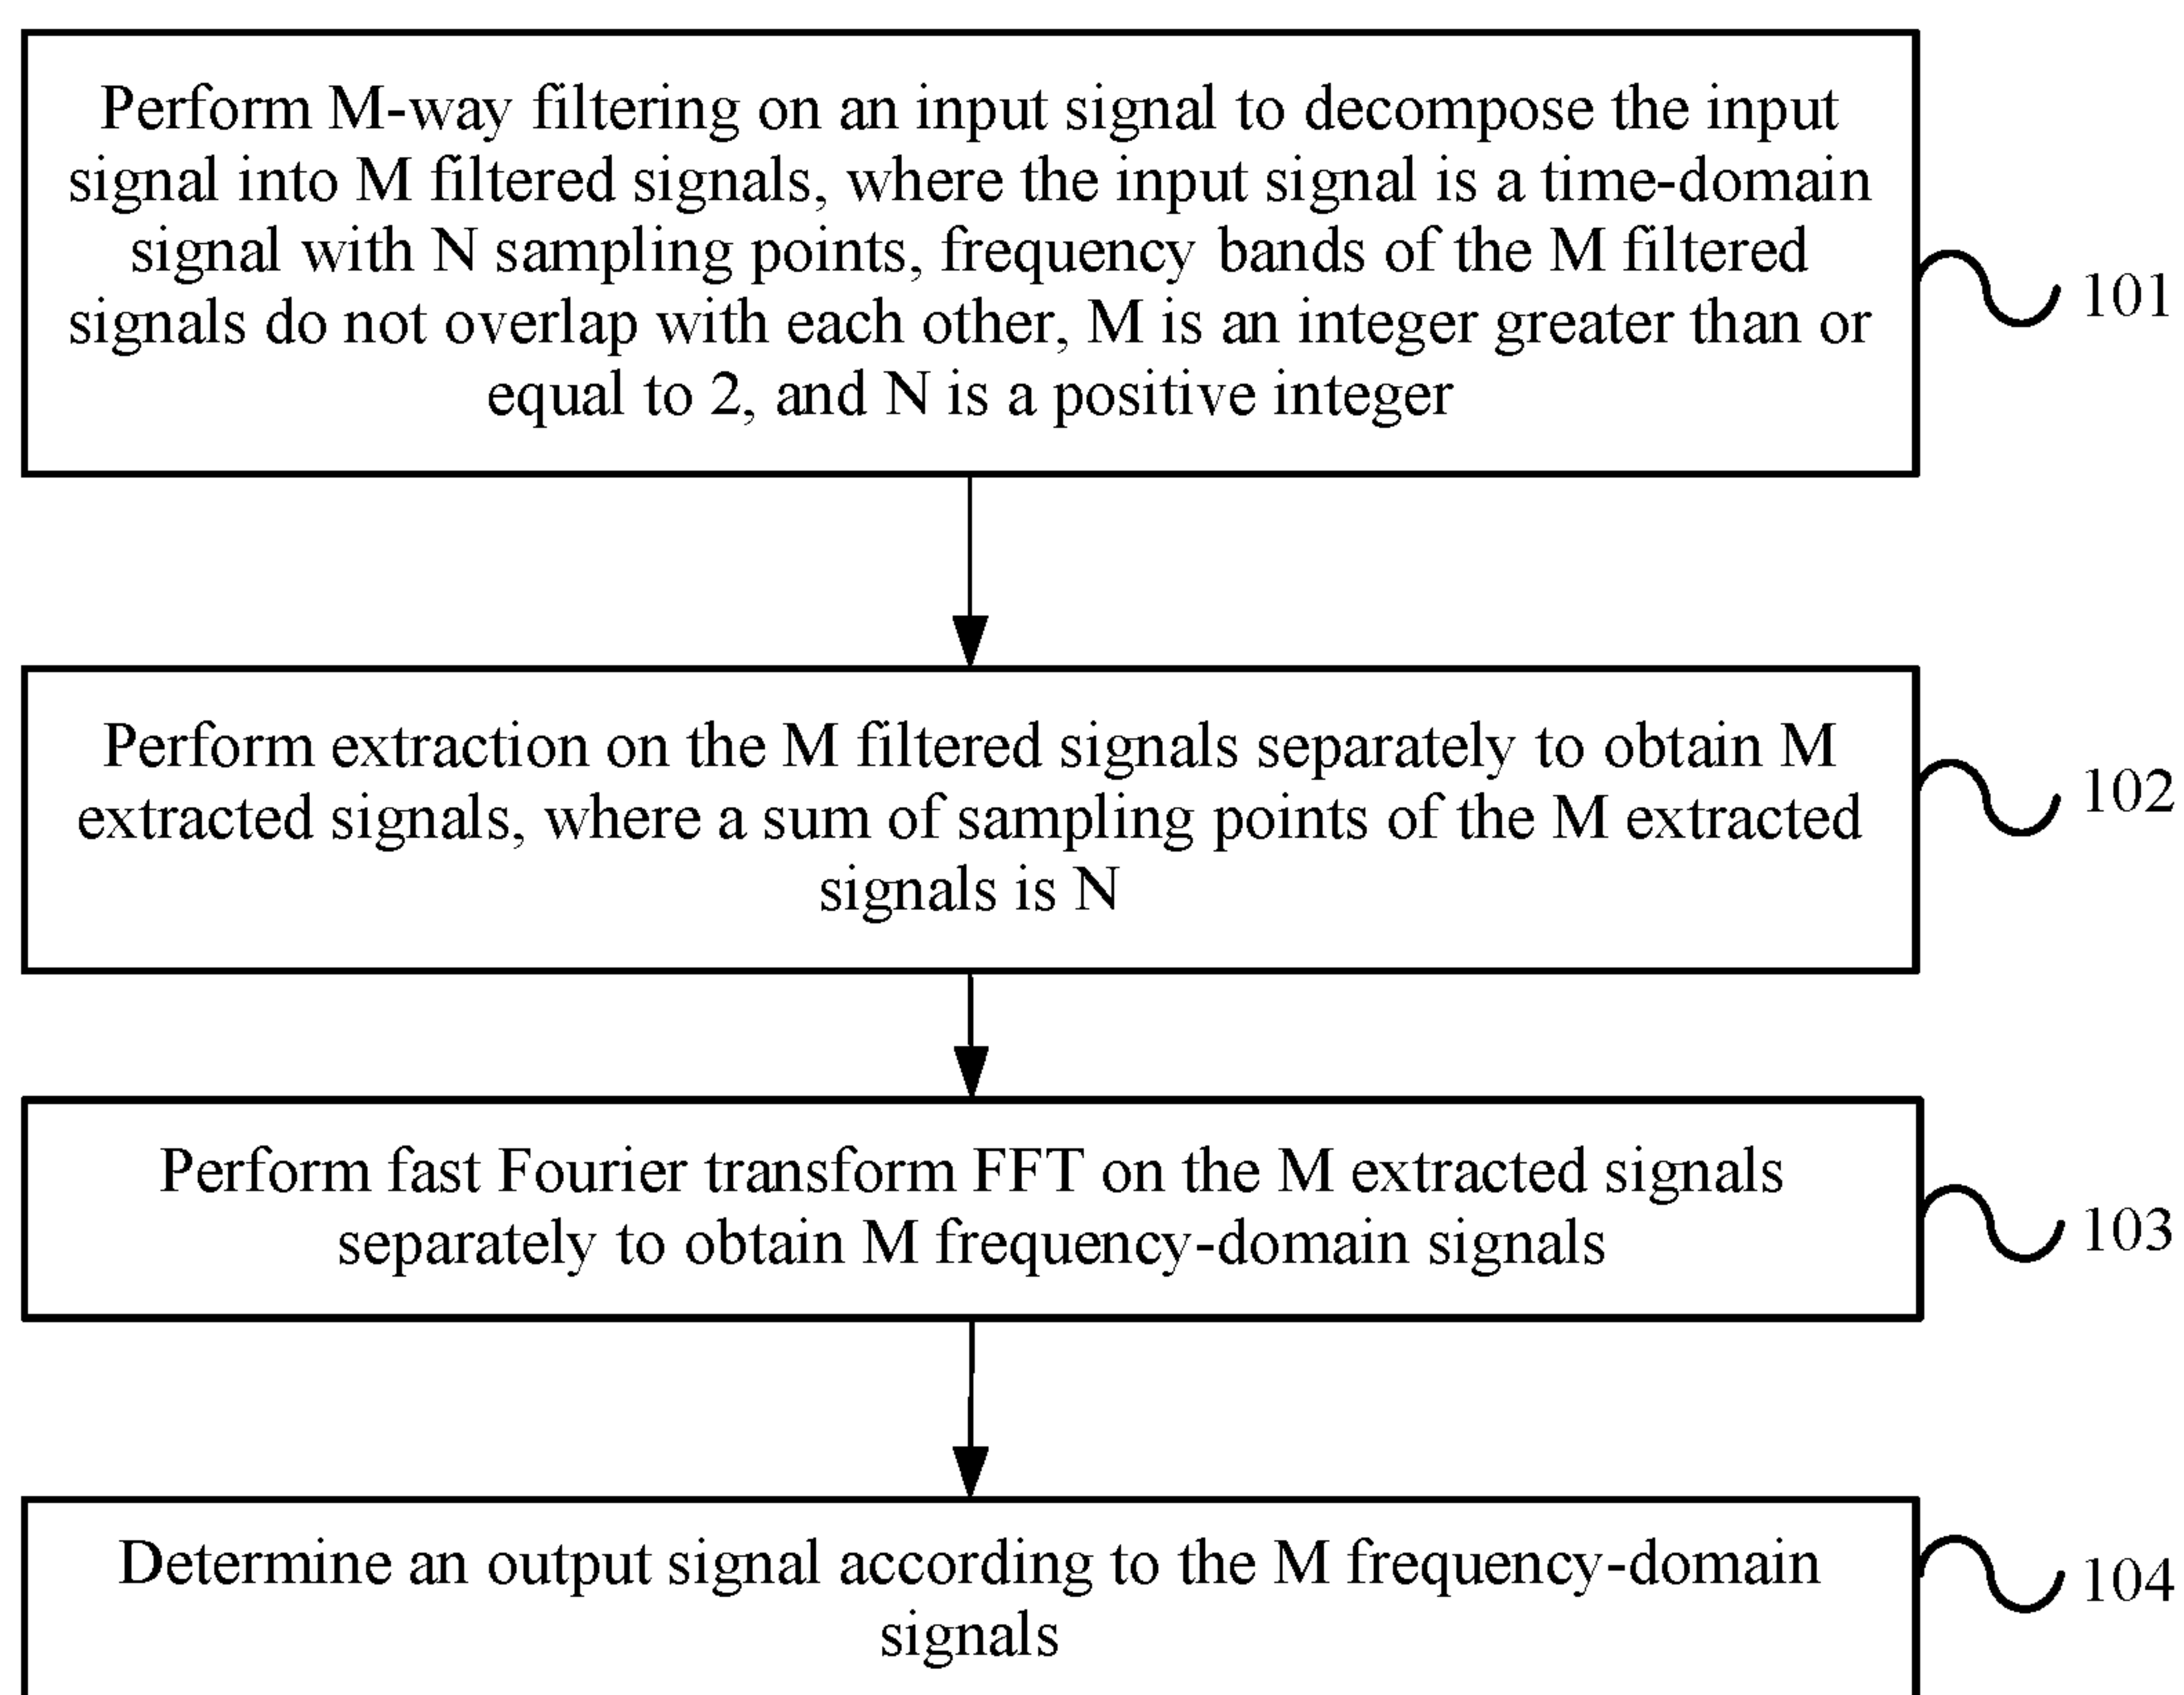 Perform M-way filtering on an input signal to decompose the input
signal into M filtered signals, where the input signal is a time-domain
signal with N sampling points, frequency bands of the M filtered
signals do not overlap with each other, M is an integer greater than or
equal to 2, and N is a positive integer
101
Perform extraction on the M filtered signals separately to obtain M
extracted signals, where a sum of sampling points of the M extracted
signals is N
102
Perform fast Fourier transform FFT on the M extracted signals
separately to obtain M frequency-domain signals
103
Determine an output signal according to the M frequency-domain
signals
104